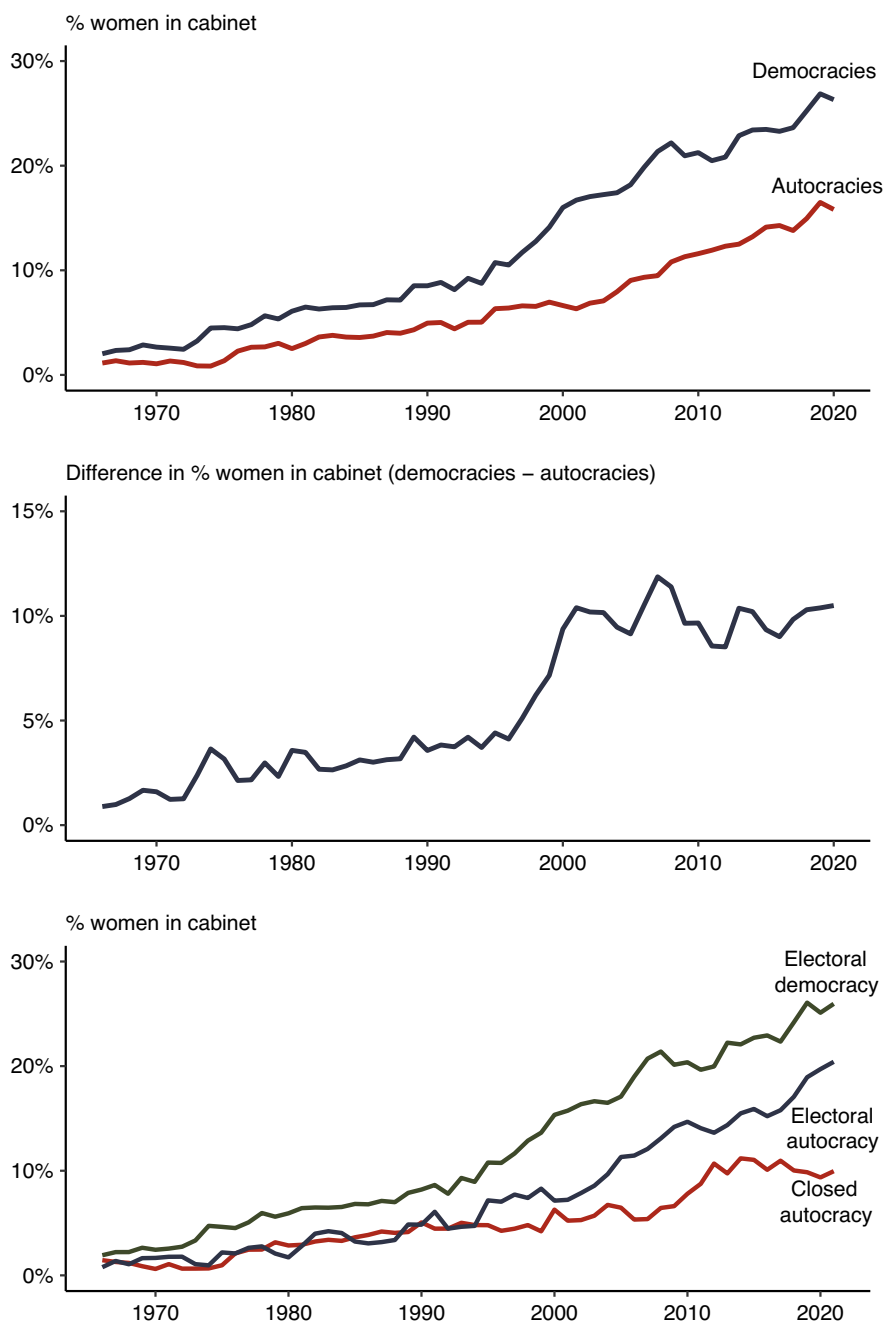 % women in cabinet
30%
Democracies
20%
Autocracies
10%
0%
1970 1980 1990 2000 2010 2020
Difference in % women in cabinet (democracies − autocracies)
15%
10%
5%
0%
1970 1980 1990 2000 2010 2020
% women in cabinet
30%
Electoral
democracy
20%
Electoral
autocracy
10%
Closed
autocracy
0%
1970 1980 1990 2000 2010 2020